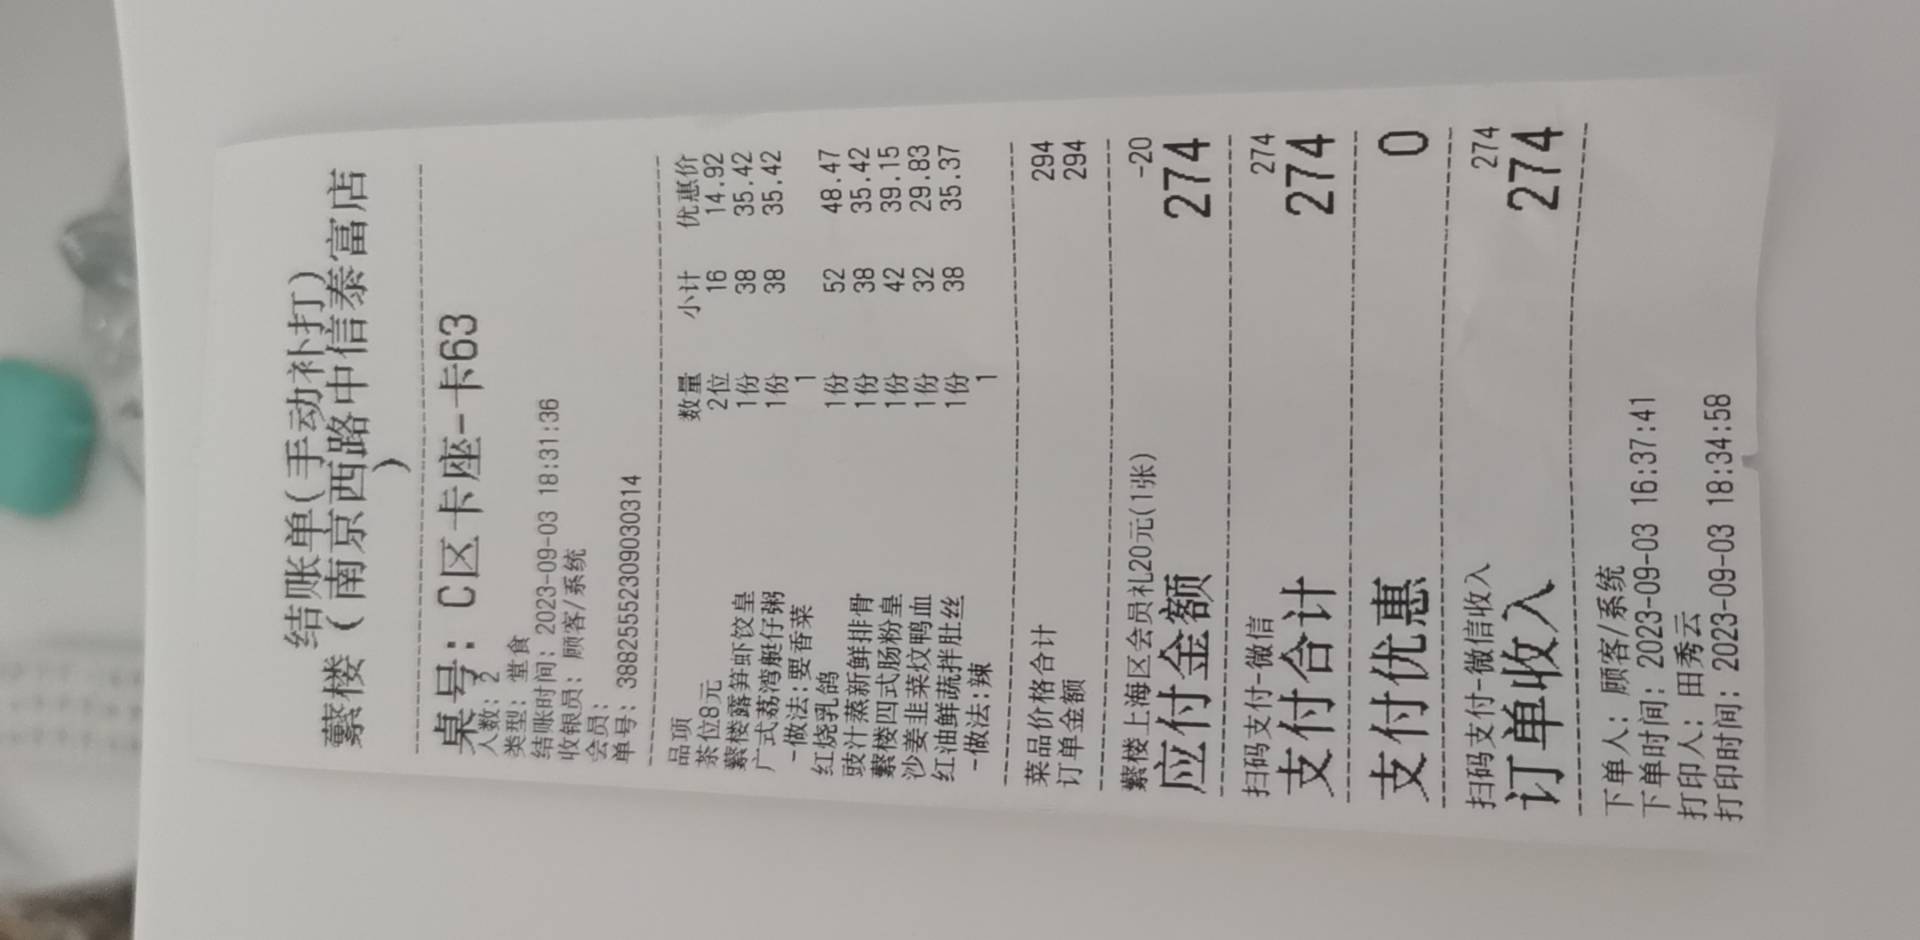 结账单(手动补打)
蘩楼（南京西路中信泰富店
）
桌号: C区卡座-卡63
人数: 2
类型: 堂食
结账时间: 2023-09-03 18:31:36
收银员: 顾客/系统
会员:
单号: 3882555230903​0314
品项 数量 小计 优惠价
茶位8元 2位 16 14.92
蘩楼露笋虾饺皇 1份 38 35.42
广式荔湾艇仔粥 1份 38 35.42
-做法:要香菜 1
红烧乳鸽 1份 52 48.47
豉汁蒸新鲜排骨 1份 38 35.42
蘩楼四式肠粉皇 1份 42 39.15
沙姜韭菜炆鸭血 1份 32 29.83
红油鲜蔬拌肚丝 1份 38 35.37
-做法:辣 1
菜品价格合计 294
订单金额 294
蘩楼上海区会员礼20元(1张) -20
应付金额 274
扫码支付-微信 274
支付合计 274
支付优惠 0
扫码支付-微信收入 274
订单收入 274
下单人: 顾客/系统
下单时间: 2023-09-03 16:37:41
打印人: 田秀云
打印时间: 2023-09-03 18:34:58